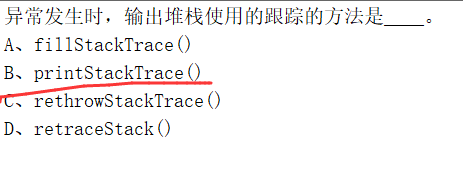 异常发生时，输出堆栈使用的跟踪的方法是____。
A、fillStackTrace()
B、printStackTrace()
C、rethrowStackTrace()
D、retraceStack()